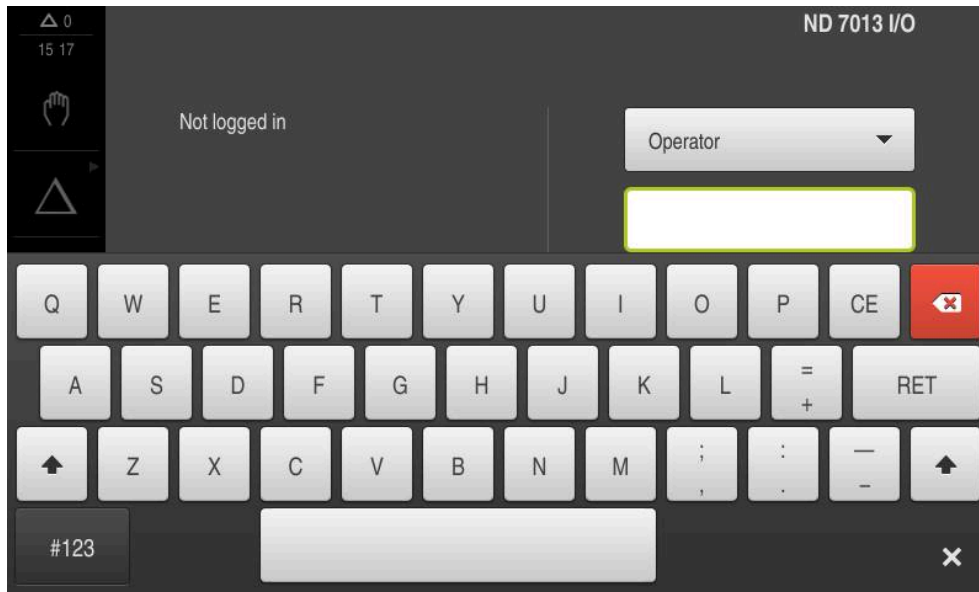 0
15 17
ND 7013 I/O
Not logged in
Operator
Q W E R T Y U I O P CE
A S D F G H J K L = + RET
Z X C V B N M ; , : . — –
#123